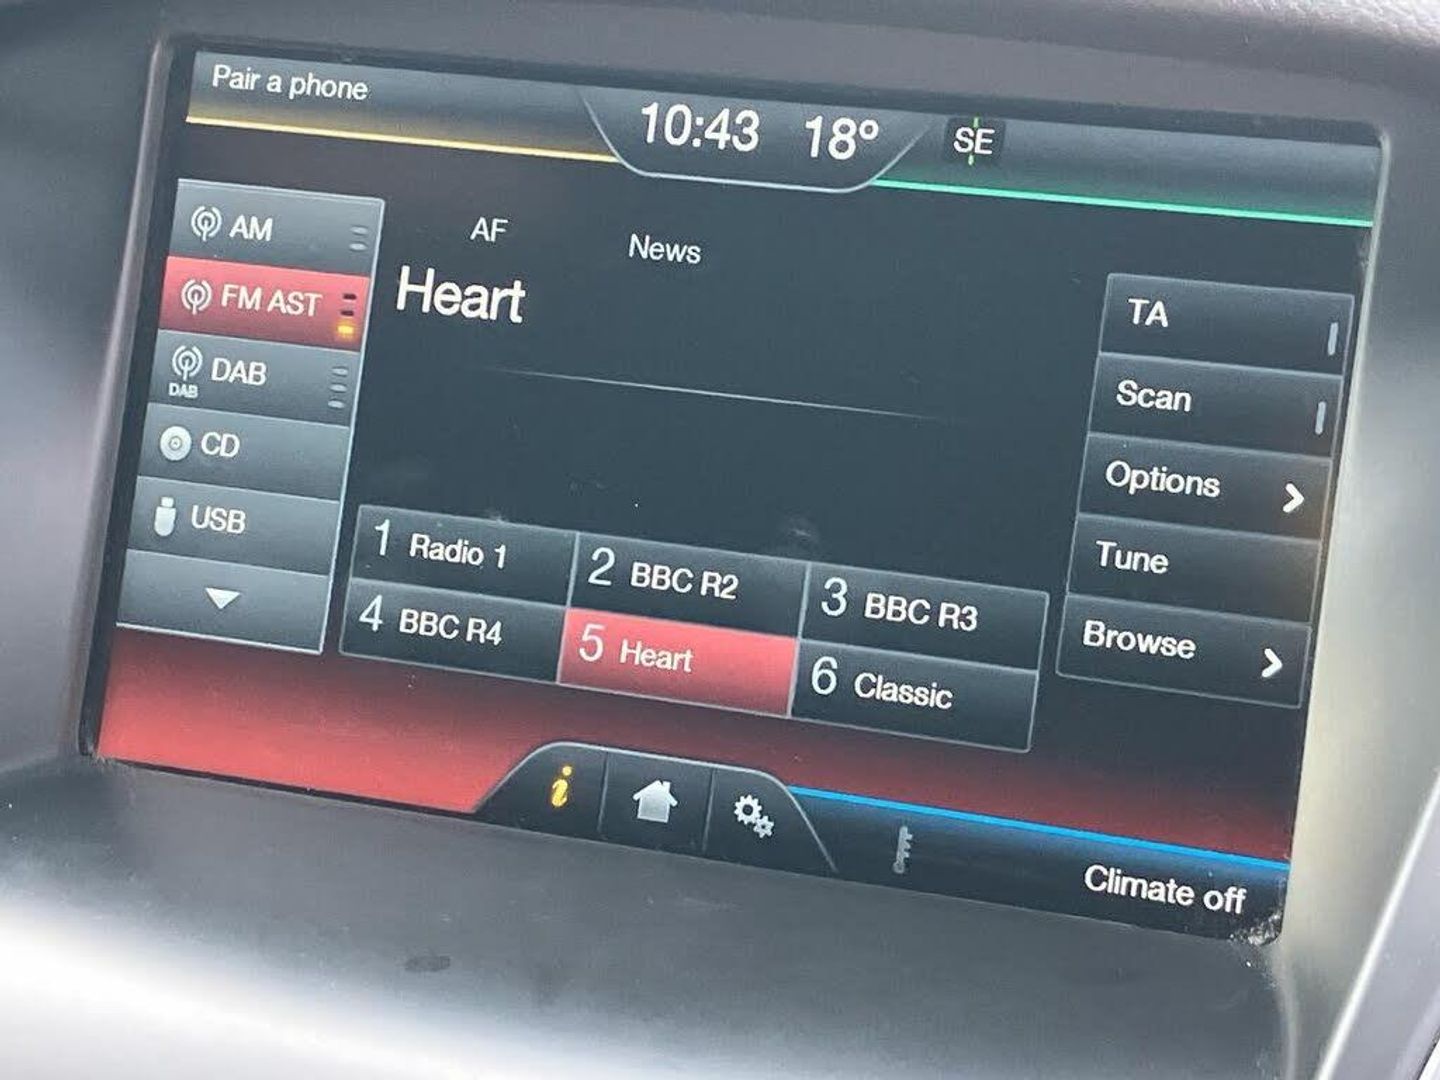 Pair a phone
10:43 18° SE
AM
FM AST
DAB
DAB
CD
USB
AF News
Heart
TA
Scan
Options
Tune
Browse
1 Radio 1 2 BBC R2 3 BBC R3
4 BBC R4 5 Heart 6 Classic
i
Climate off